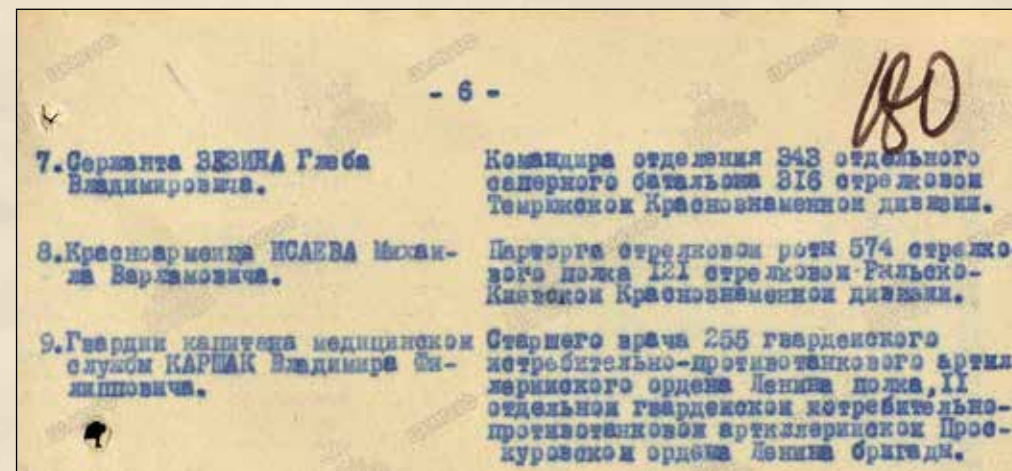 - 6 -
180
7.Сержанта ЗЕЗИНА Глеба
Владимировича.
Командира отделения 343 отдельного
саперного батальона 316 стрелковой
Темрюкской Краснознаменной дивизии.
8.Красноармейца ИСАЕВА Михаи-
ла Варламовича.
Парторга стрелковой роты 574 стрелко-
вого полка 121 стрелковой Рыльско-
Киевской Краснознаменной дивизии.
9.Гвардии капитана медицинской
службы КАРШАК Владимира Фи-
липповича.
Старшего врача 255 гвардейского
истребительно-противотанкового артил-
лерийского ордена Ленина полка,11
отдельной гвардейской истребительно-
противотанковой артиллерийской Прос-
куровской ордена Ленина бригады.